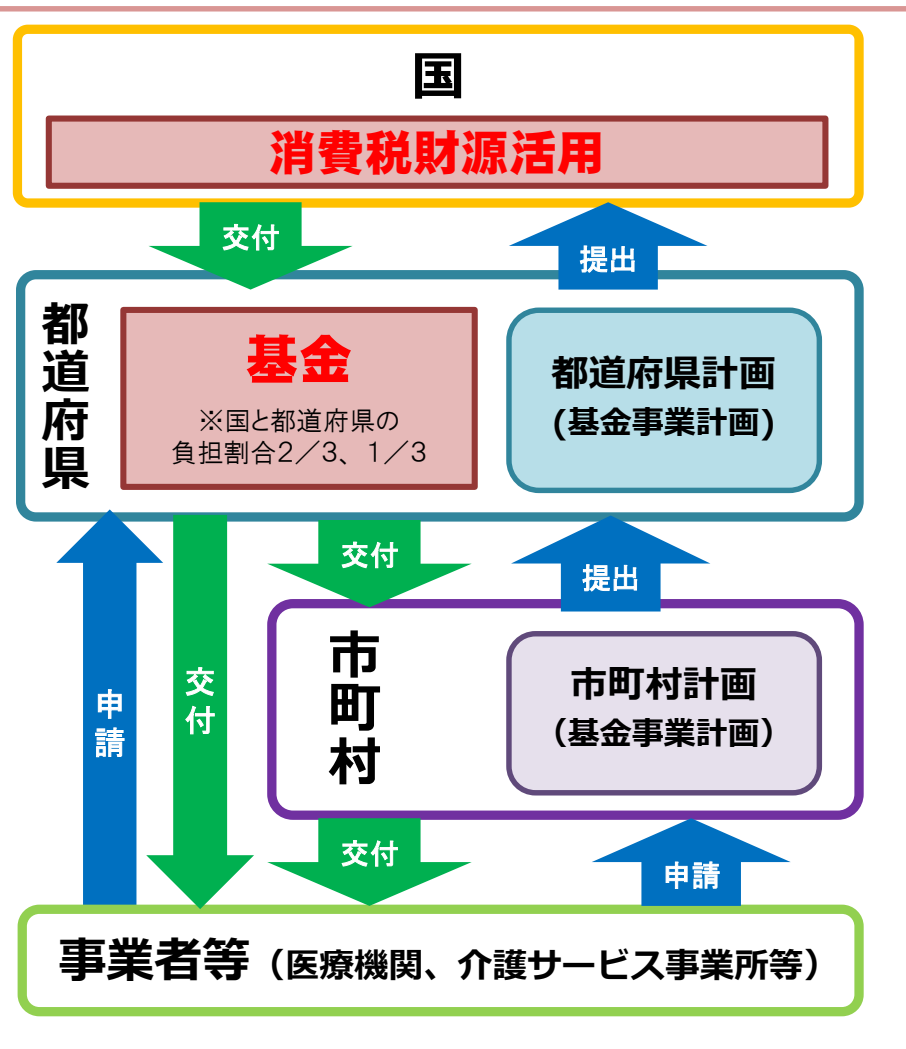 国
消費税財源活用
交付
提出
都道府県
基金
※国と都道府県の
負担割合2／3、1／3
都道府県計画
(基金事業計画)
交付
提出
申請
交付
市町村
市町村計画
（基金事業計画）
交付
申請
事業者等（医療機関、介護サービス事業所等）